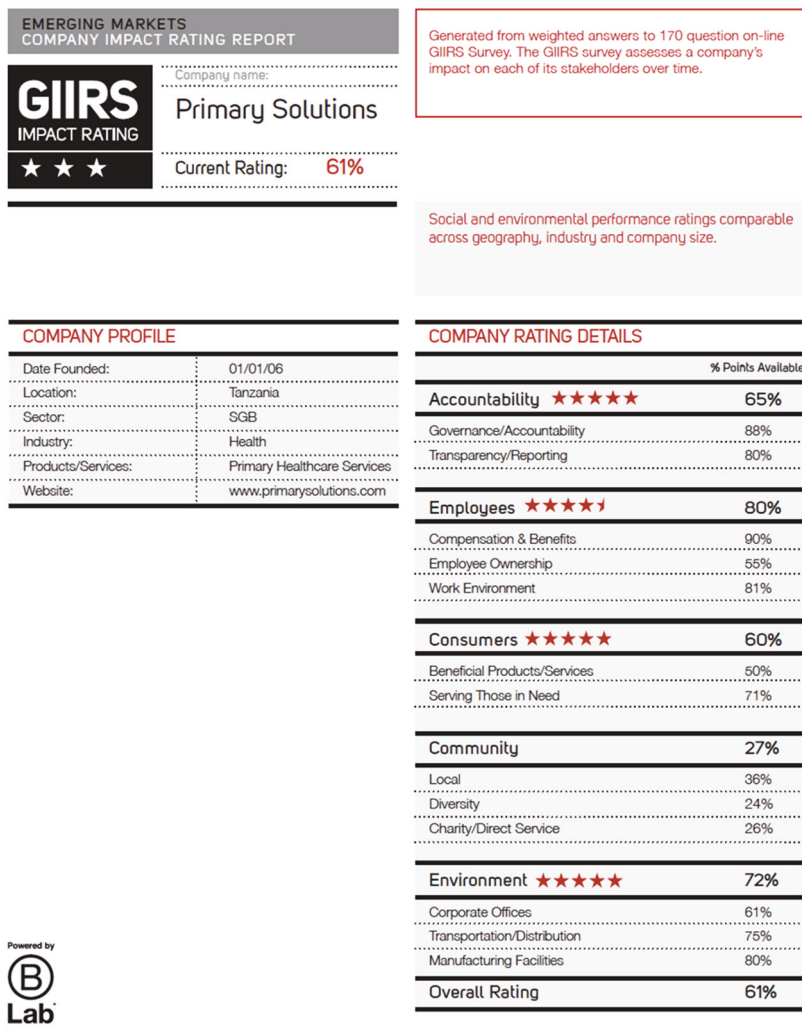 EMERGING MARKETS
COMPANY IMPACT RATING REPORT
GIIRS
IMPACT RATING
Company name:
Primary Solutions
Current Rating: 61%
Generated from weighted answers to 170 question on-line
GIIRS Survey. The GIIRS survey assesses a company's
impact on each of its stakeholders over time.
Social and environmental performance ratings comparable
across geography, industry and company size.
COMPANY PROFILE
Date Founded: 01/01/06
Location: Tanzania
Sector: SGB
Industry: Health
Products/Services: Primary Healthcare Services
Website: www.primarysolutions.com
COMPANY RATING DETAILS
% Points Available
Accountability 65%
Governance/Accountability 88%
Transparency/Reporting 80%
Employees 80%
Compensation & Benefits 90%
Employee Ownership 55%
Work Environment 81%
Consumers 60%
Beneficial Products/Services 50%
Serving Those in Need 71%
Community 27%
Local 36%
Diversity 24%
Charity/Direct Service 26%
Environment 72%
Corporate Offices 61%
Transportation/Distribution 75%
Manufacturing Facilities 80%
Overall Rating 61%
Powered by
B
Lab